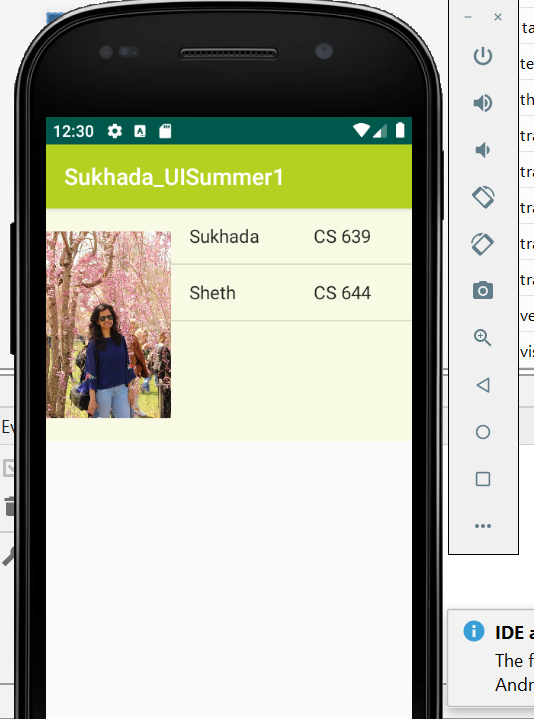 12:30
Sukhada_UISummer1
Sukhada CS 639
Sheth CS 644
ta
te
th
tra
tra
tra
tra
tra
ve
vis
Ev
IDE a
The f
Andr